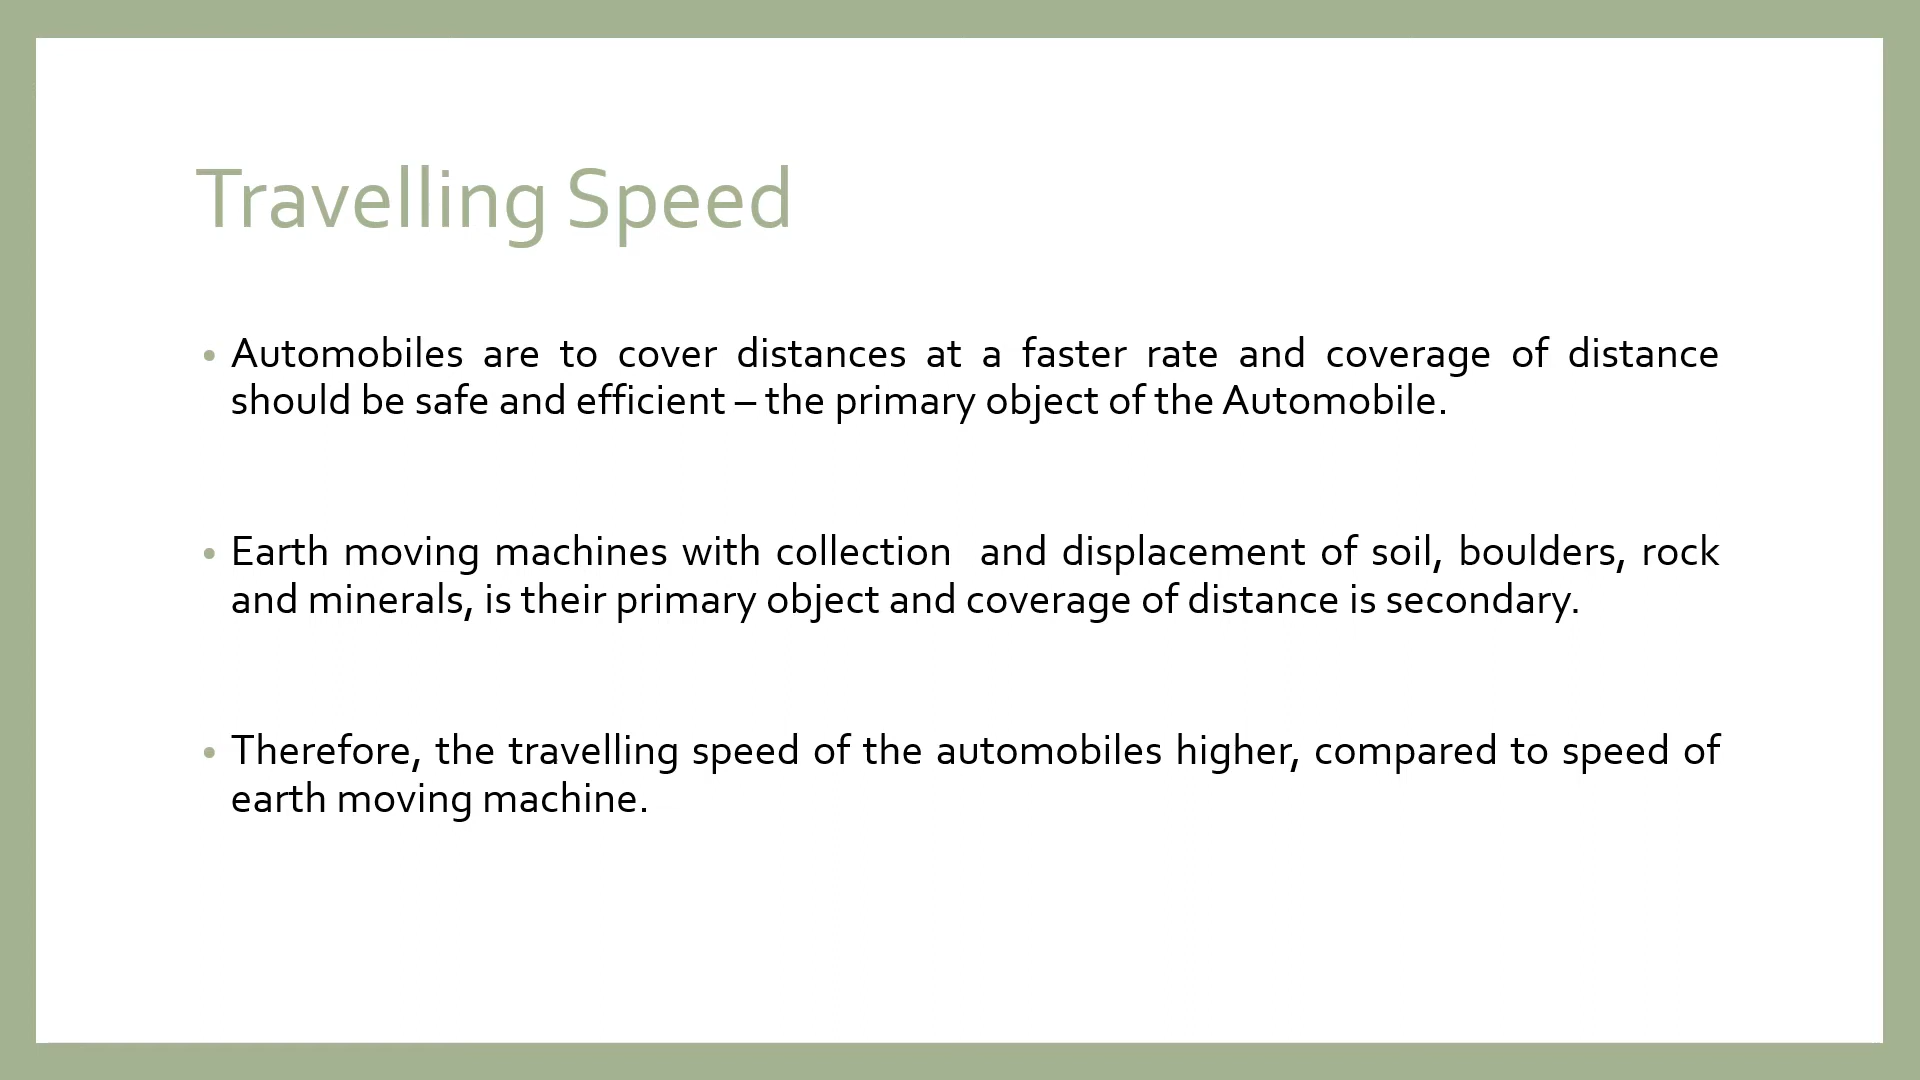 Travelling Speed
• Automobiles are to cover distances at a faster rate and coverage of distance
should be safe and efficient – the primary object of the Automobile.
• Earth moving machines with collection  and displacement of soil, boulders, rock
and minerals, is their primary object and coverage of distance is secondary.
• Therefore, the travelling speed of the automobiles higher, compared to speed of
earth moving machine.